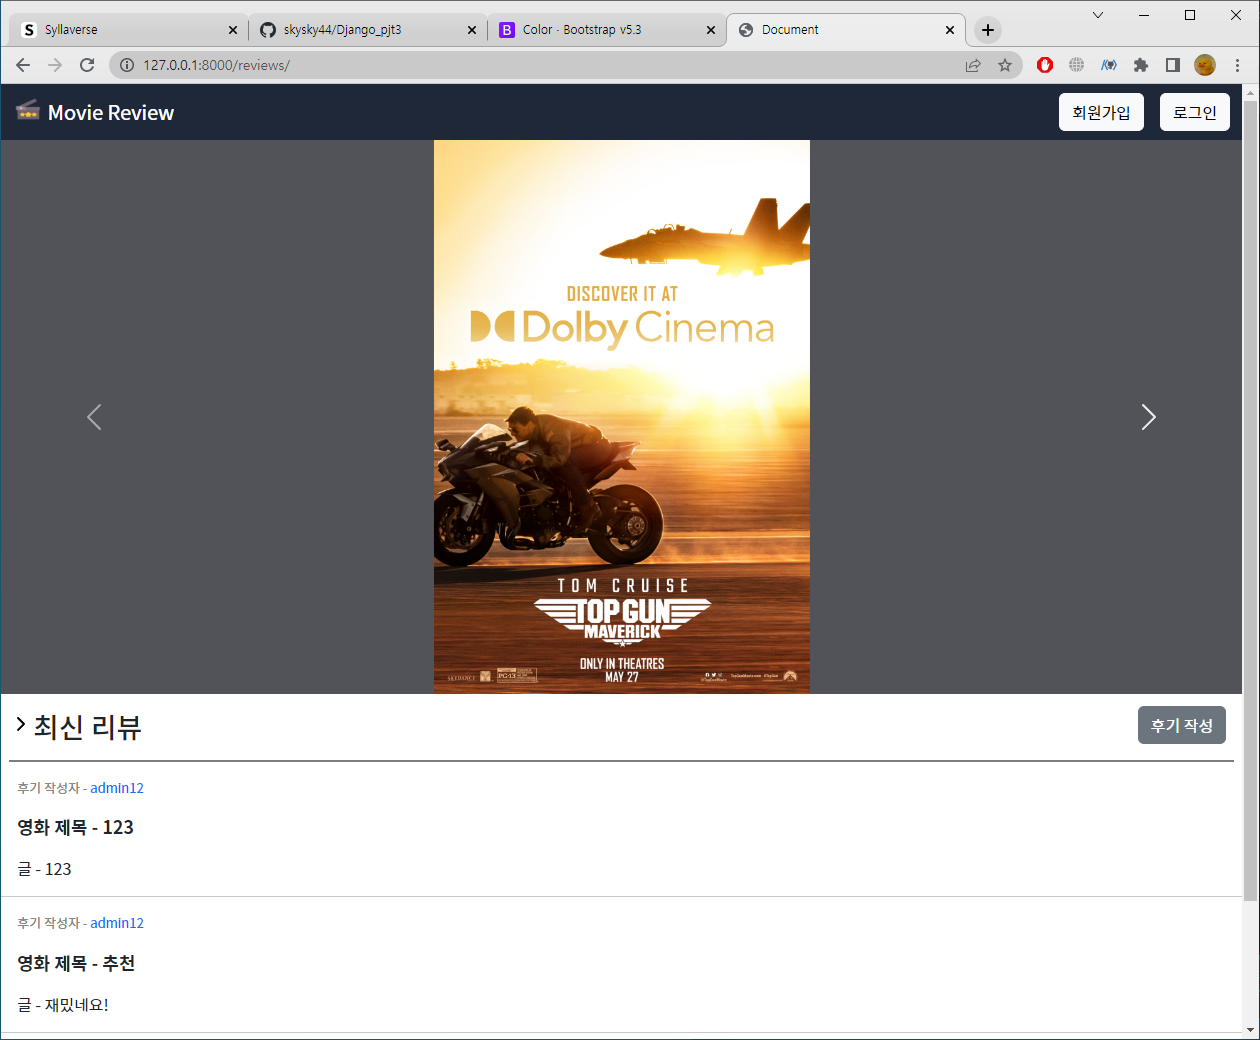 Syllaverse
skysky44/Django_pjt3
Color · Bootstrap v5.3
Document
127.0.0.1:8000/reviews/
Movie Review
회원가입
로그인
DISCOVER IT AT
Dolby Cinema
TOM CRUISE
TOP GUN
MAVERICK
ONLY IN THEATRES
MAY 27
SKYDANCE
PG-13
최신 리뷰
후기 작성
후기 작성자 - admin12
영화 제목 - 123
글 - 123
후기 작성자 - admin12
영화 제목 - 추천
글 - 재밌네요!